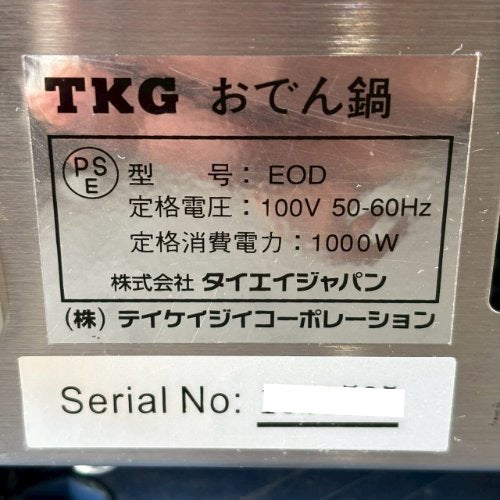 TKG おでん鍋
PS
E
型　号：EOD
定格電圧：100V 50-60Hz
定格消費電力：1000W
株式会社 タイエイジャパン
(株) テイケイジイコーポレーション
Serial No: